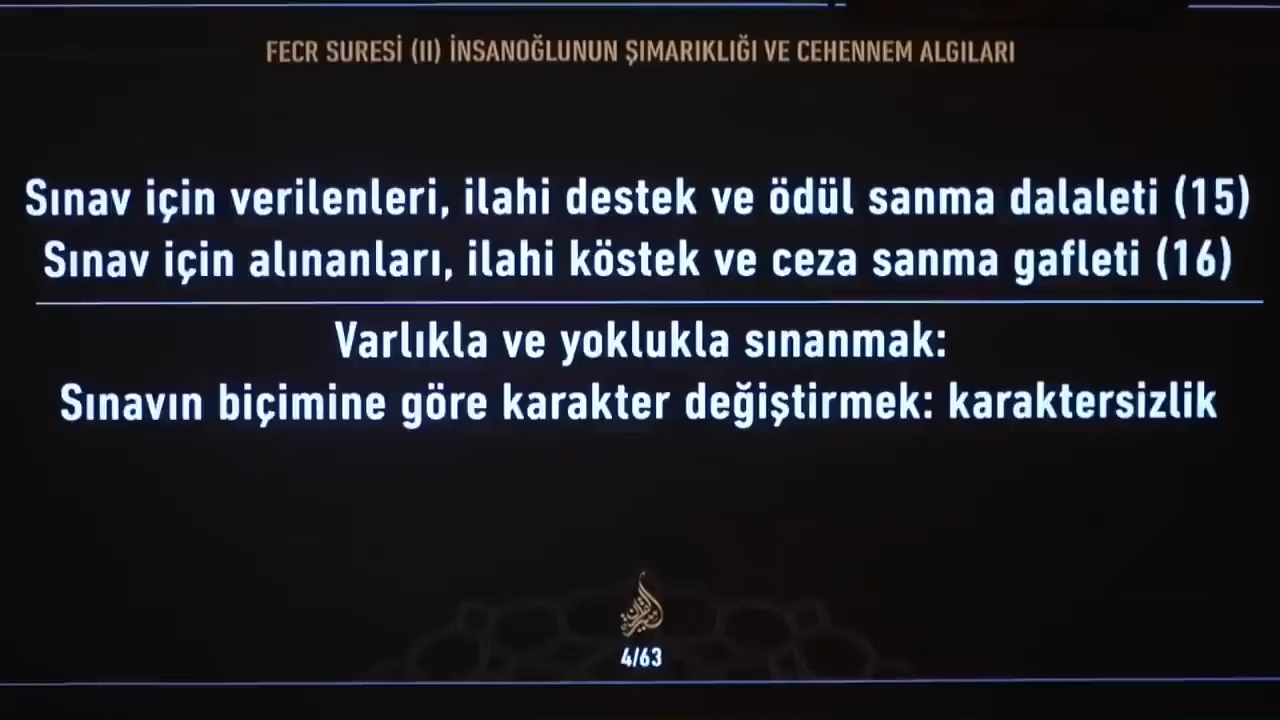 FECR SURESİ (II) İNSANOĞLUNUN ŞIMARIKLIĞI VE CEHENNEM ALGILARI
Sınav için verilenleri, ilahi destek ve ödül sanma dalaleti (15)
Sınav için alınanları, ilahi köstek ve ceza sanma gafleti (16)
Varlıkla ve yoklukla sınanmak:
Sınavın biçimine göre karakter değiştirmek: karaktersizlik
4/63